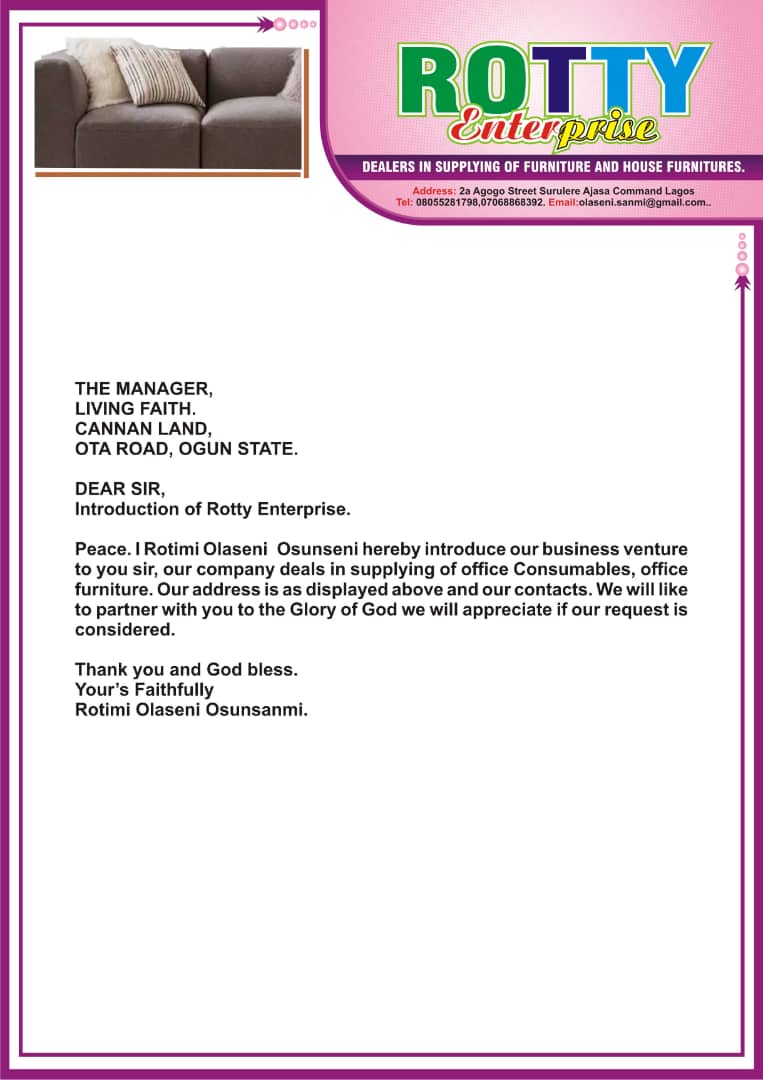 ROTTY
Enterprise
DEALERS IN SUPPLYING OF FURNITURE AND HOUSE FURNITURES.
Address: 2a Agogo Street Surulere Ajasa Command Lagos
Tel: 08055281798,07068868392. Email:olaseni.sanmi@gmail.com..
THE MANAGER,
LIVING FAITH.
CANNAN LAND,
OTA ROAD, OGUN STATE.
DEAR SIR,
Introduction of Rotty Enterprise.
Peace. I Rotimi Olaseni  Osunseni hereby introduce our business venture
to you sir, our company deals in supplying of office Consumables, office
furniture. Our address is as displayed above and our contacts. We will like
to partner with you to the Glory of God we will appreciate if our request is
considered.
Thank you and God bless.
Your’s Faithfully
Rotimi Olaseni Osunsanmi.